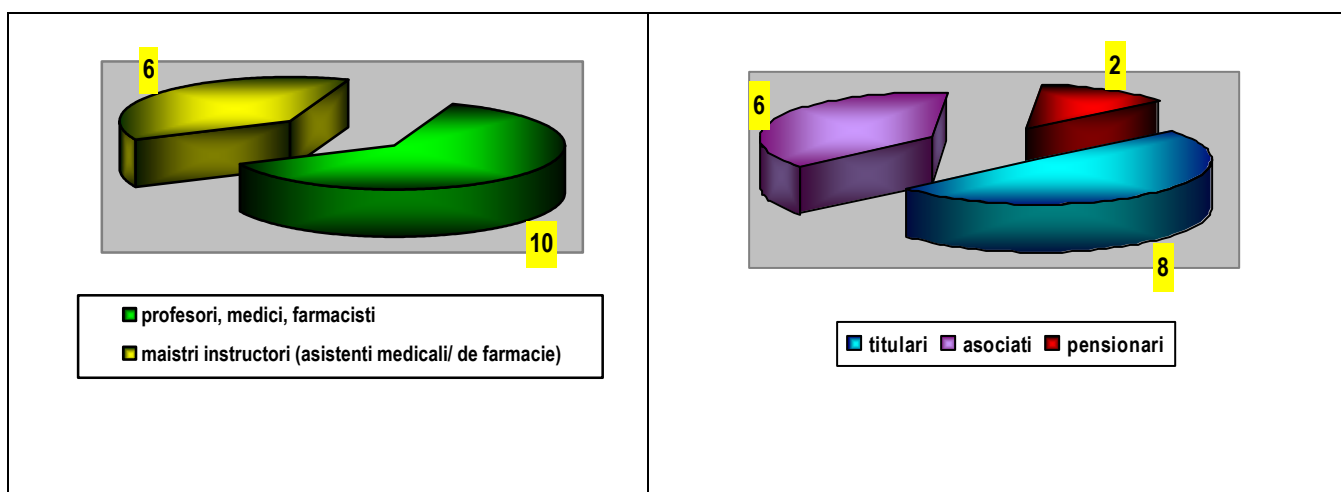 6
10
profesori, medici, farmacisti
maistri instructori (asistenti medicali/ de farmacie)
2
6
8
titulari asociati pensionari